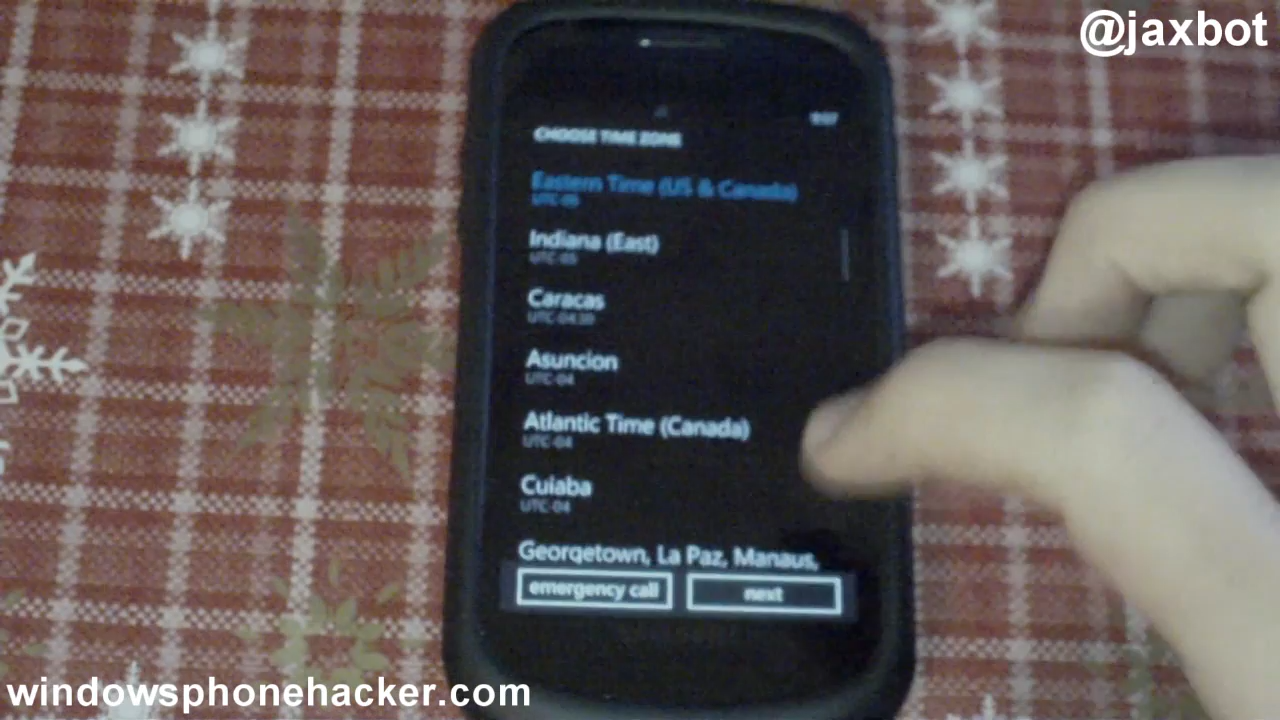 @jaxbot
9:07
CHOOSE TIME ZONE
Eastern Time (US & Canada)
UTC-05
Indiana (East)
UTC-05
Caracas
UTC-04:30
Asuncion
UTC-04
Atlantic Time (Canada)
UTC-04
Cuiaba
UTC-04
Georgetown, La Paz, Manaus,
emergency call
next
windowsphonehacker.com